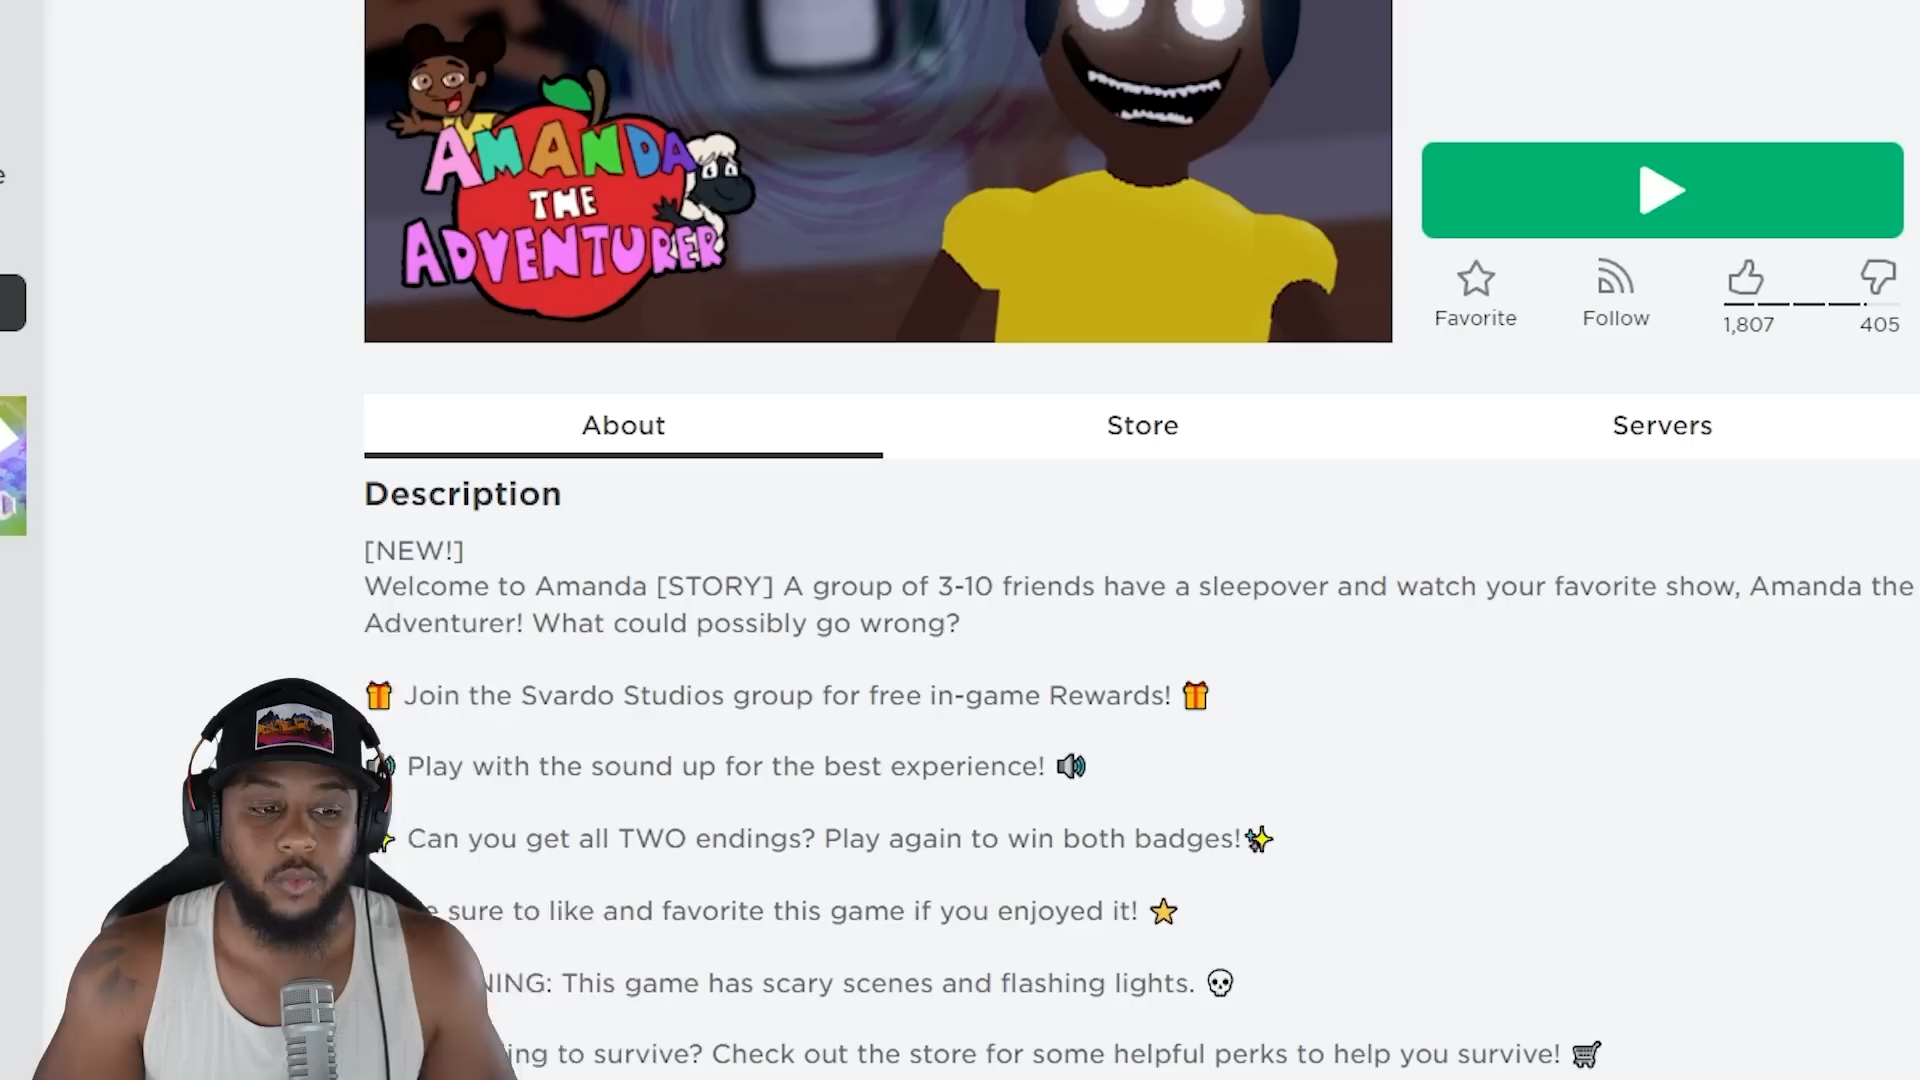 AMANDA
THE
ADVENTURER
Favorite
Follow
1,807
405
About
Store
Servers
Description
[NEW!]
Welcome to Amanda [STORY] A group of 3-10 friends have a sleepover and watch your favorite show, Amanda the
Adventurer! What could possibly go wrong?
🎁 Join the Svardo Studios group for free in-game Rewards! 🎁
🔊 Play with the sound up for the best experience! 🔊
✨ Can you get all TWO endings? Play again to win both badges!✨
e sure to like and favorite this game if you enjoyed it! ⭐
NING: This game has scary scenes and flashing lights. 💀
ing to survive? Check out the store for some helpful perks to help you survive! 🛒